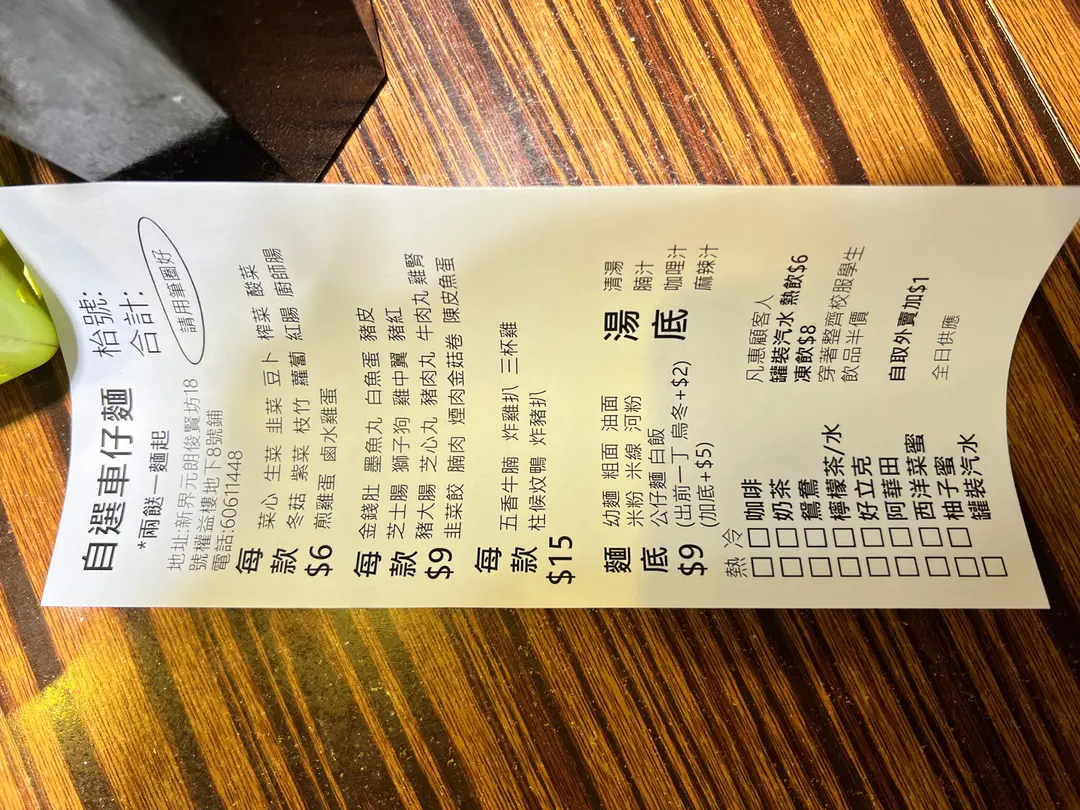 自選車仔麵
枱號:
*兩餸一麵起
合計:
地址:新界元朗俊賢坊18
號權益樓地下8號鋪
電話:60611448
請用筆圈好
每款$6
菜心 生菜 韭菜 豆卜 榨菜 酸菜
冬菇 紫菜 枝竹 蘿蔔 紅腸 廚師腸
煎雞蛋 鹵水雞蛋
每款$9
金錢肚 墨魚丸 白魚蛋 豬皮
芝士腸 獅子狗 雞中翼 豬紅
豬大腸 芝心丸 豬肉丸 牛肉丸 雞腎
韭菜餃 腩肉 煙肉金菇卷 陳皮魚蛋
每款$15
五香牛腩 炸雞扒 三杯雞
柱侯炆鴨 炸豬扒
麵底$9
幼麵 粗面 油面
米粉 米線 河粉
公仔麵 白飯
(出前一丁 烏冬+$2)
(加底+$5)
湯底
清湯
腩汁
咖哩汁
麻辣汁
熱 冷
咖啡
奶茶
鴛鴦
檸檬茶/水
好立克
阿華田
西洋菜蜜
柚子蜜
罐裝汽水
凡惠顧客人
罐裝汽水 熱飲$6
凍飲$8
穿著整齊校服學生
飲品半價
自取外賣加$1
全日供應